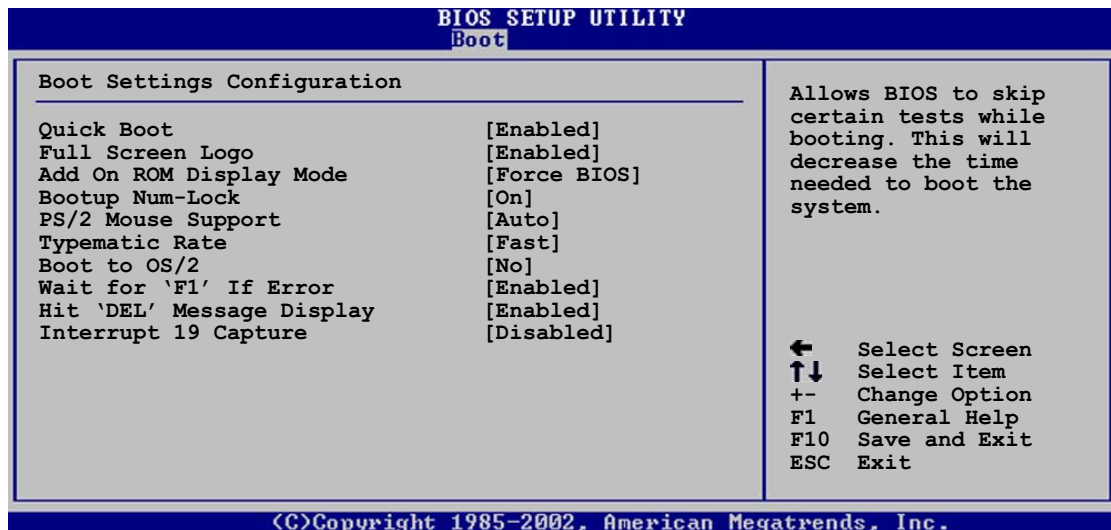 BIOS SETUP UTILITY
Boot
Boot Settings Configuration
Quick Boot [Enabled]
Full Screen Logo [Enabled]
Add On ROM Display Mode [Force BIOS]
Bootup Num-Lock [On]
PS/2 Mouse Support [Auto]
Typematic Rate [Fast]
Boot to OS/2 [No]
Wait for ‘F1’ If Error [Enabled]
Hit ‘DEL’ Message Display [Enabled]
Interrupt 19 Capture [Disabled]
Allows BIOS to skip
certain tests while
booting. This will
decrease the time
needed to boot the
system.
← Select Screen
↑↓ Select Item
+- Change Option
F1 General Help
F10 Save and Exit
ESC Exit
(C)Copyright 1985-2002, American Megatrends, Inc.